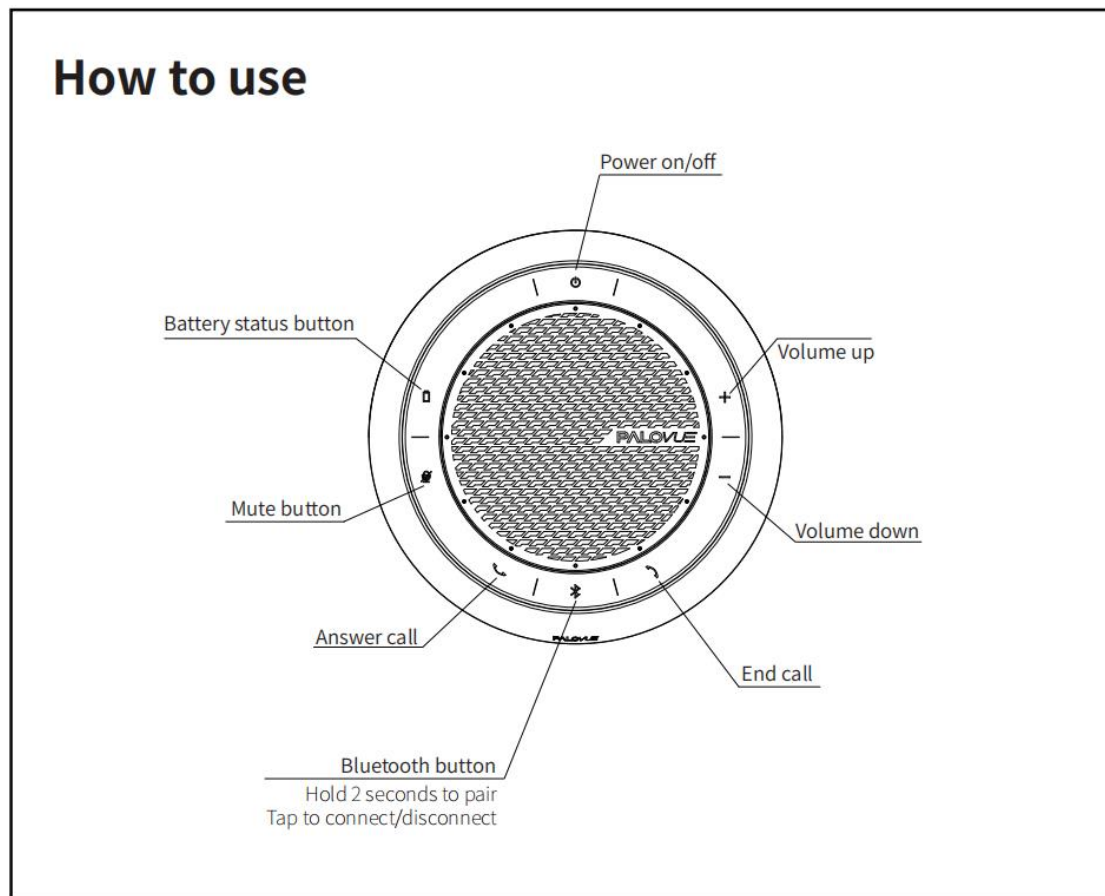 How to use
Power on/off
Battery status button
Volume up
PALOVUE
Mute button
Volume down
Answer call
PALOVUE
End call
Bluetooth button
Hold 2 seconds to pair
Tap to connect/disconnect